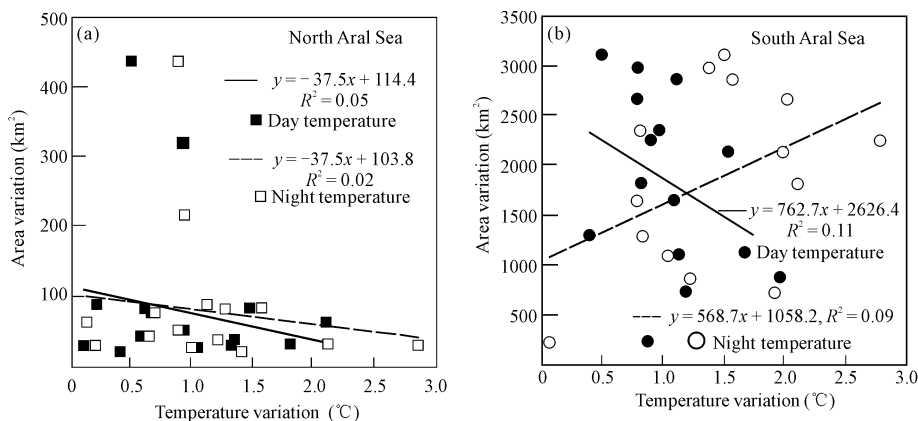 (a)
North Aral Sea
y = −37.5x + 114.4
R² = 0.05
Day temperature
y = −37.5x + 103.8
R² = 0.02
Night temperature
Area variation (km²)
500
400
300
200
100
0
0.5
1.0
1.5
2.0
2.5
3.0
Temperature variation (℃)
(b)
South Aral Sea
y = 762.7x + 2626.4
R² = 0.11
Day temperature
y = 568.7x + 1058.2, R² = 0.09
Night temperature
Area variation (km²)
3500
3000
2500
2000
1500
1000
500
0
0.5
1.0
1.5
2.0
2.5
3.0
Temperature variation (℃)